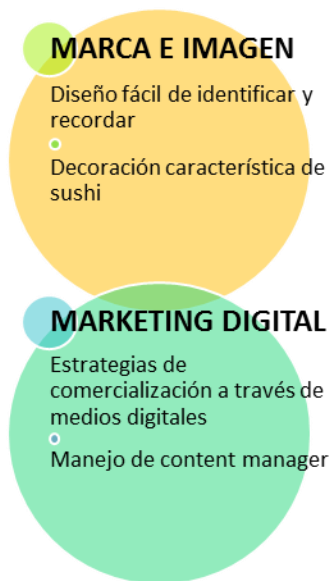 MARCA E IMAGEN
Diseño fácil de identificar y
recordar
Decoración característica de
sushi
MARKETING DIGITAL
Estrategias de
comercialización a través de
medios digitales
Manejo de content manager